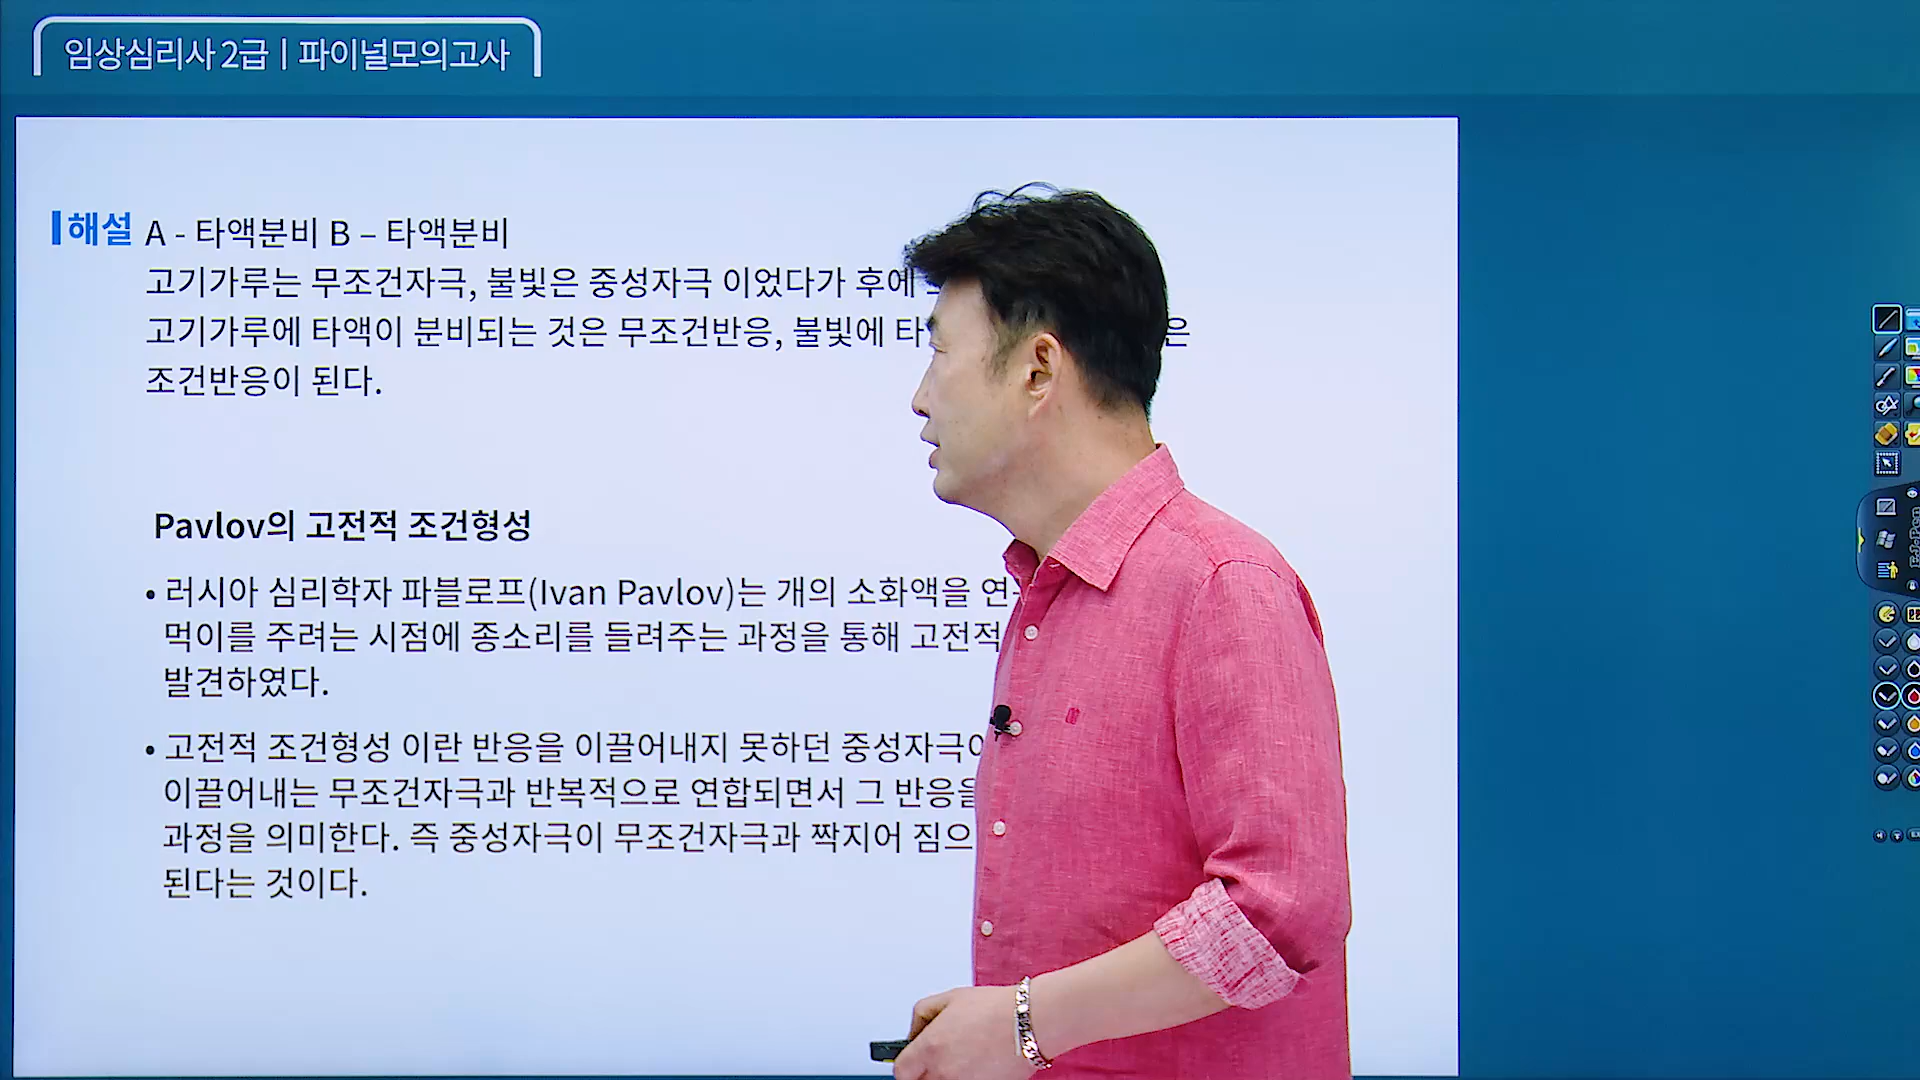 임상심리사 2급 | 파이널모의고사
해설 A - 타액분비 B – 타액분비
고기가루는 무조건자극, 불빛은 중성자극 이었다가 후에
고기가루에 타액이 분비되는 것은 무조건반응, 불빛에 은
조건반응이 된다.
Pavlov의 고전적 조건형성
• 러시아 심리학자 파블로프(Ivan Pavlov)는 개의 소화액을
먹이를 주려는 시점에 종소리를 들려주는 과정을 통해 고전적
발견하였다.
• 고전적 조건형성 이란 반응을 이끌어내지 못하던 중성자극이
이끌어내는 무조건자극과 반복적으로 연합되면서 그 반응을
과정을 의미한다. 즉 중성자극이 무조건자극과 짝지어 짐으
된다는 것이다.